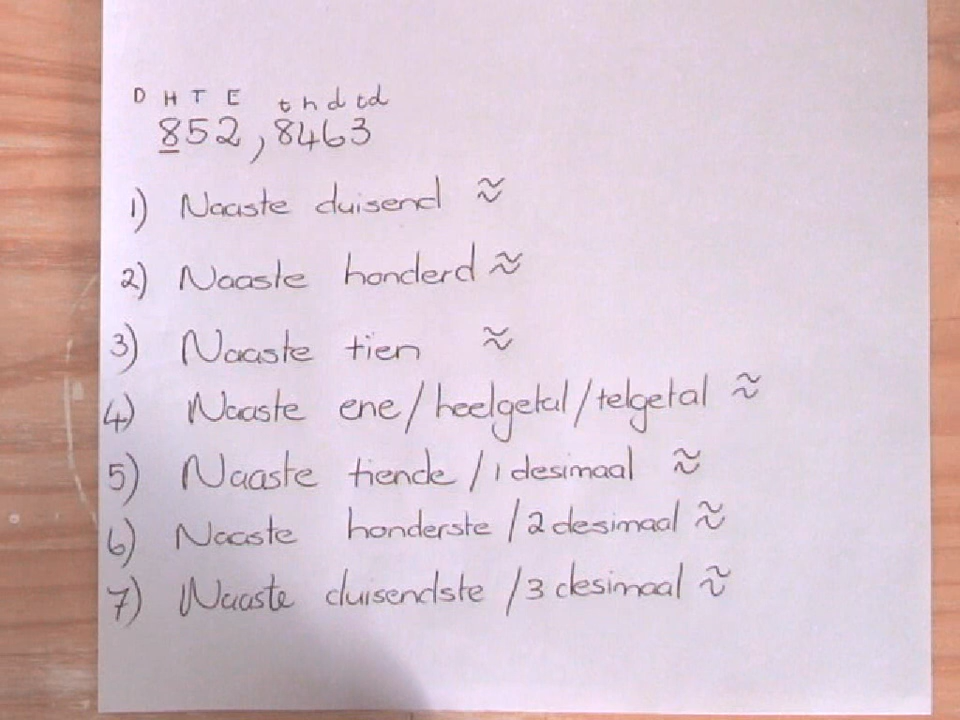 D H T E t h d td
852,8463
1) Naaste duisend ≈
2) Naaste honderd ≈
3) Naaste tien ≈
4) Naaste ene/heelgetal/telgetal ≈
5) Naaste tiende/1 desimaal ≈
6) Naaste honderste/2 desimaal ≈
7) Naaste duisendste/3 desimaal ≈